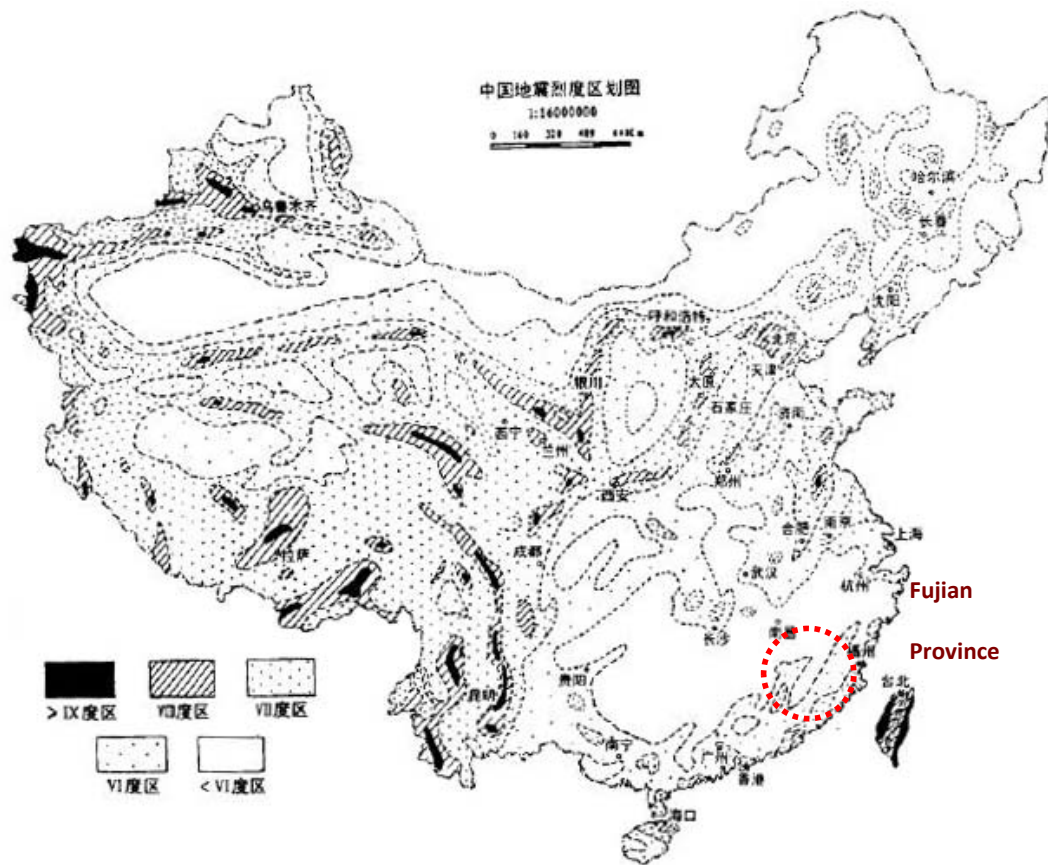 中国地震烈度区划图
1:16000000
0 160 320 480 640Km
哈尔滨
长春
乌鲁木齐
沈阳
呼和浩特
北京
天津
银川
太原
石家庄
济南
西宁
兰州
郑州
西安
合肥
南京
上海
成都
拉萨
武汉
杭州
Fujian
长沙
南昌
福州
Province
台北
贵阳
昆明
南宁
广州
香港
海口
>IX度区
VIII度区
VII度区
VI度区
<VI度区